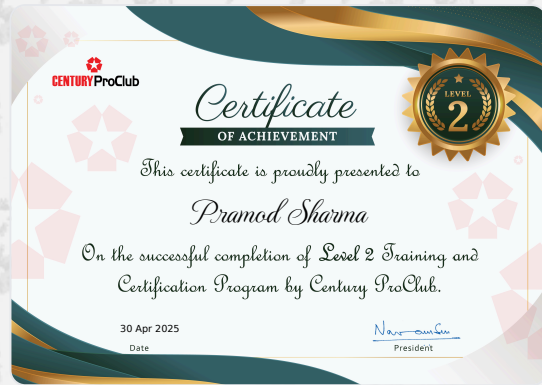 CENTURY ProClub
Certificate
OF ACHIEVEMENT
LEVEL
2
This certificate is proudly presented to
Pramod Sharma
On the successful completion of Level 2 Training and
Certification Program by Century ProClub.
30 Apr 2025
Date
President